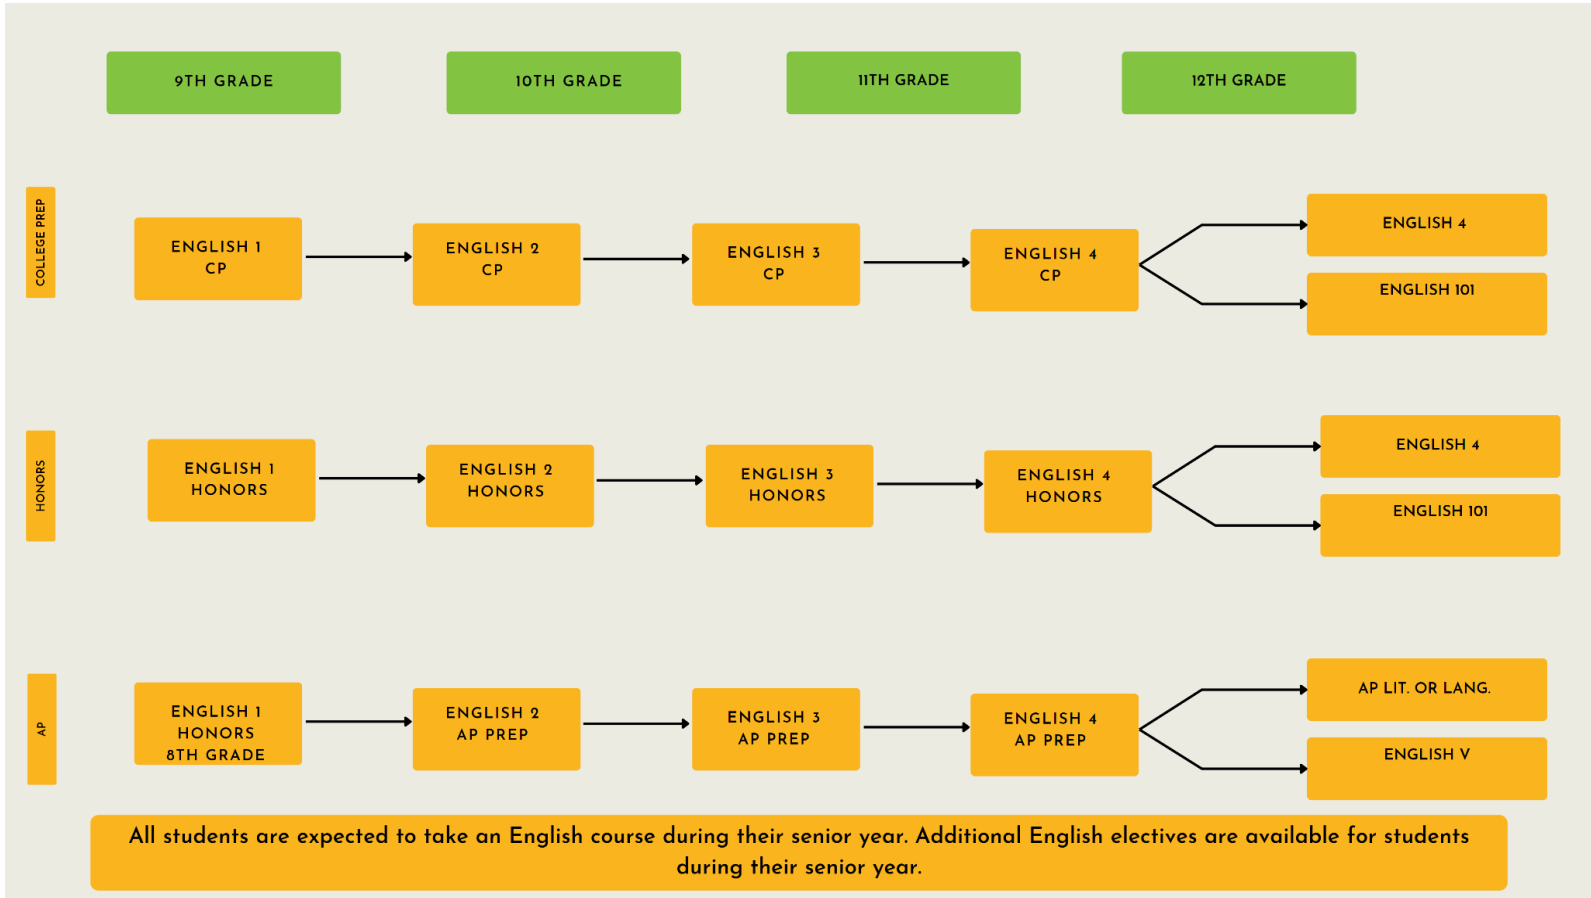 9TH GRADE
10TH GRADE
11TH GRADE
12TH GRADE
COLLEGE PREP
ENGLISH 1
CP
ENGLISH 2
CP
ENGLISH 3
CP
ENGLISH 4
CP
ENGLISH 4
ENGLISH 101
HONORS
ENGLISH 1
HONORS
ENGLISH 2
HONORS
ENGLISH 3
HONORS
ENGLISH 4
HONORS
ENGLISH 4
ENGLISH 101
AP
ENGLISH 1
HONORS
8TH GRADE
ENGLISH 2
AP PREP
ENGLISH 3
AP PREP
ENGLISH 4
AP PREP
AP LIT. OR LANG.
ENGLISH V
All students are expected to take an English course during their senior year. Additional English electives are available for students
during their senior year.